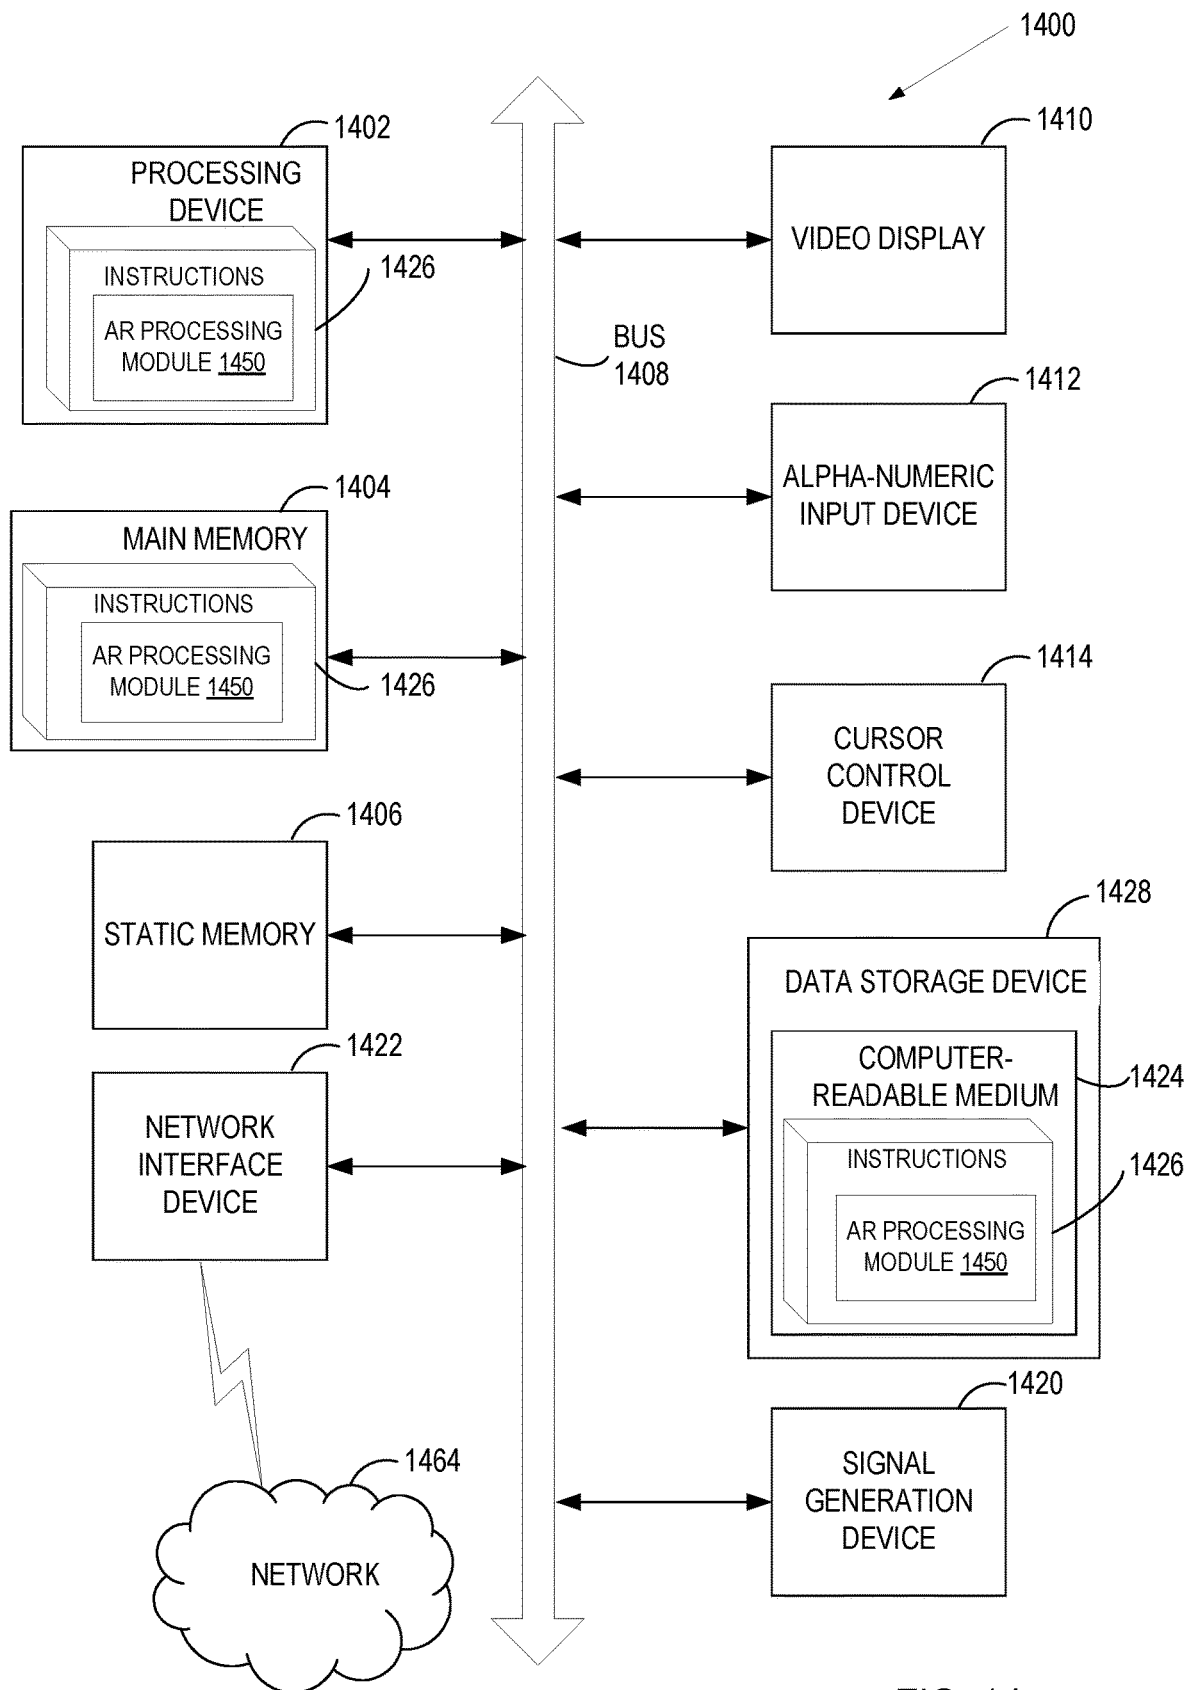 1400
1402
PROCESSING
DEVICE
INSTRUCTIONS
1426
AR PROCESSING
MODULE 1450
1404
MAIN MEMORY
INSTRUCTIONS
AR PROCESSING
MODULE 1450
1426
1406
STATIC MEMORY
1422
NETWORK
INTERFACE
DEVICE
1464
NETWORK
BUS
1408
1410
VIDEO DISPLAY
1412
ALPHA-NUMERIC
INPUT DEVICE
1414
CURSOR
CONTROL
DEVICE
1428
DATA STORAGE DEVICE
COMPUTER-
READABLE MEDIUM
1424
INSTRUCTIONS
1426
AR PROCESSING
MODULE 1450
1420
SIGNAL
GENERATION
DEVICE